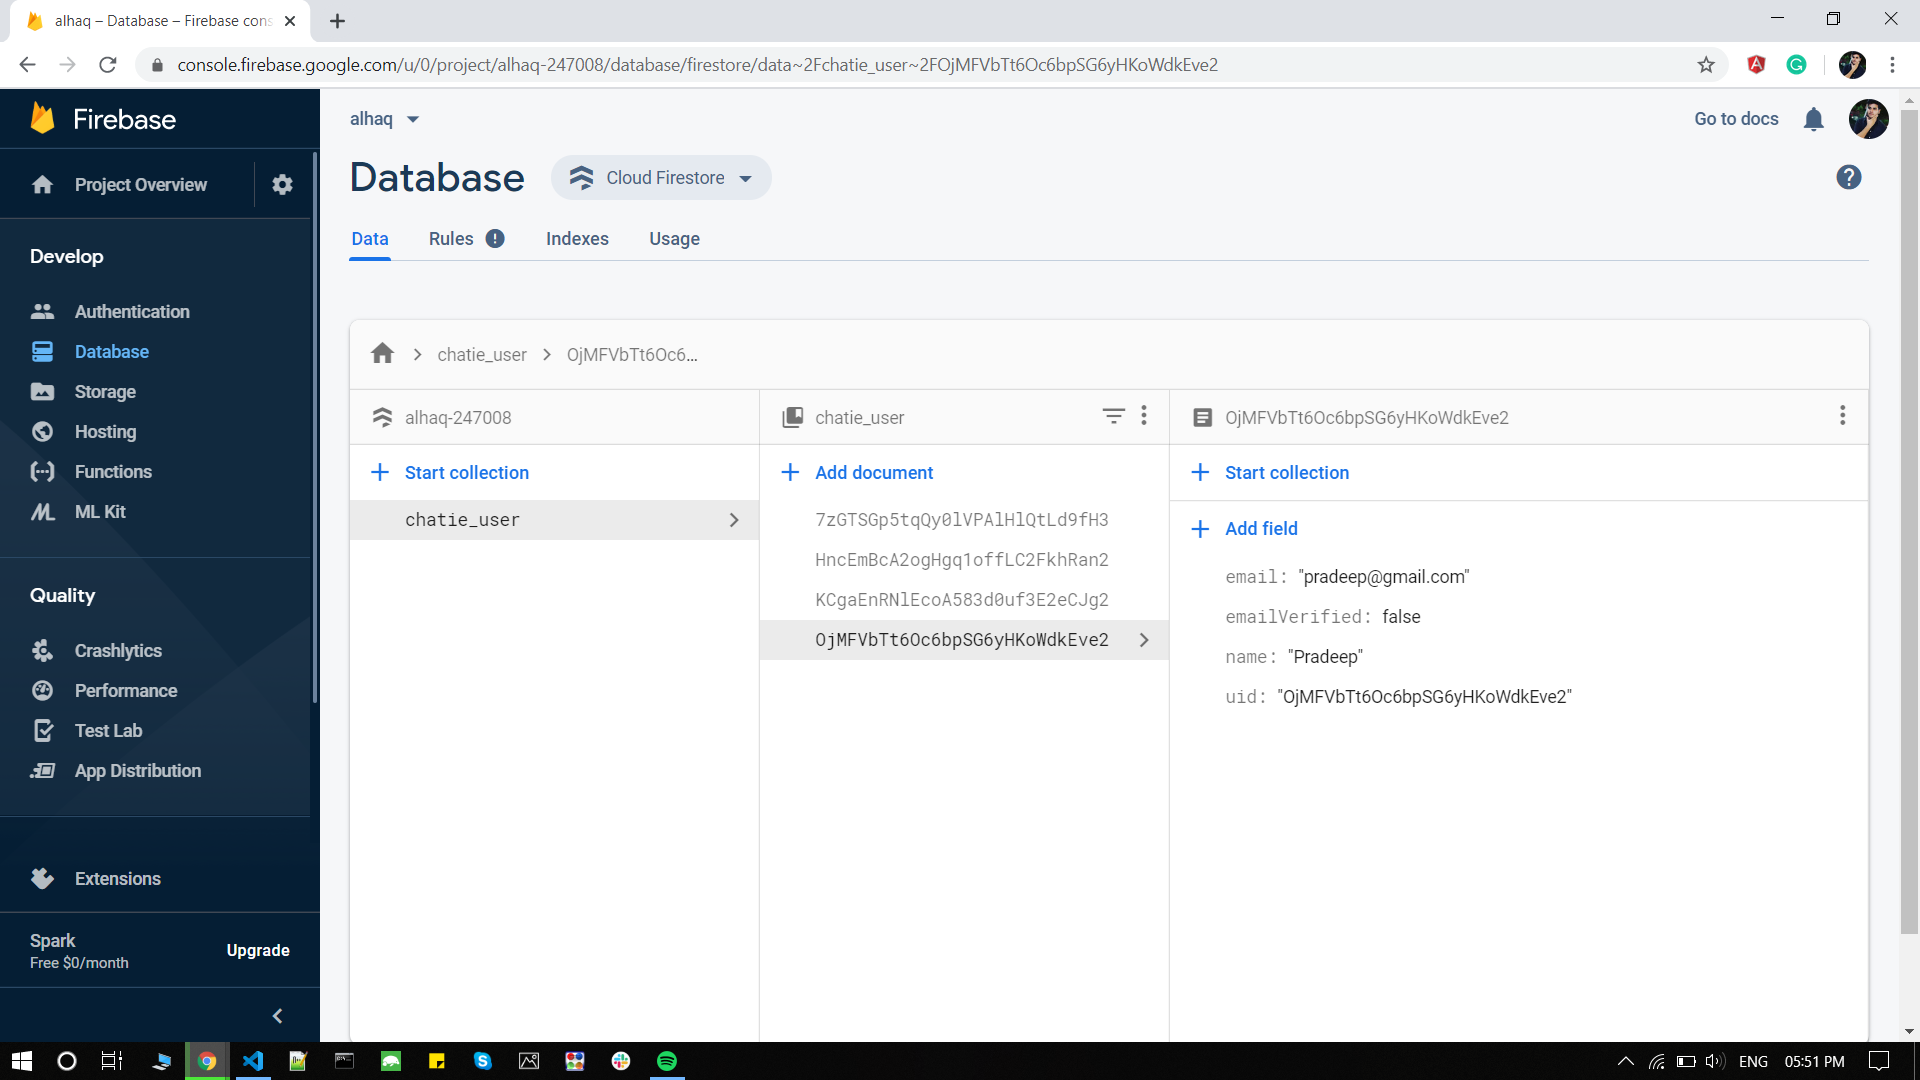 alhaq – Database – Firebase cons
console.firebase.google.com/u/0/project/alhaq-247008/database/firestore/data~2Fchatie_user~2FOjMFVbTt6Oc6bpSG6yHKoWdkEve2
Firebase
alhaq
Go to docs
Project Overview
Database
Cloud Firestore
Data
Rules
Indexes
Usage
Develop
Authentication
Database
Storage
Hosting
Functions
ML Kit
Quality
Crashlytics
Performance
Test Lab
App Distribution
Extensions
Spark
Free $0/month
Upgrade
chatie_user
OjMFVbTt6Oc6...
alhaq-247008
Start collection
chatie_user
chatie_user
Add document
7zGTSGp5tqQy0lVPAlHlQtLd9fH3
HncEmBcA2ogHgq1offLC2FkhRan2
KCgaEnRNlEcoA583d0uf3E2eCJg2
OjMFVbTt6Oc6bpSG6yHKoWdkEve2
OjMFVbTt6Oc6bpSG6yHKoWdkEve2
Start collection
Add field
email: "pradeep@gmail.com"
emailVerified: false
name: "Pradeep"
uid: "OjMFVbTt6Oc6bpSG6yHKoWdkEve2"
ENG
05:51 PM